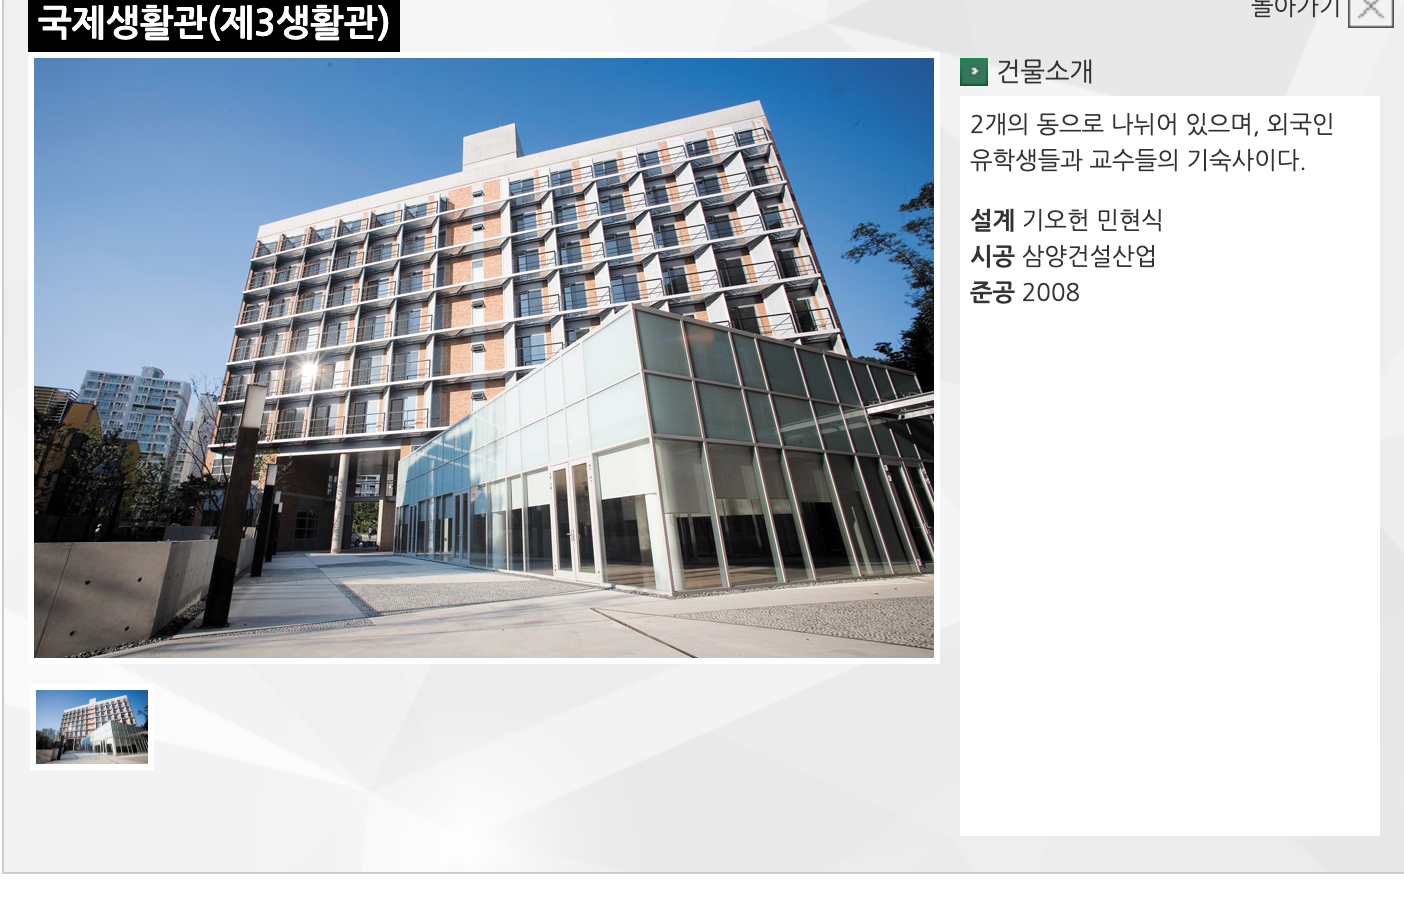 국제생활관(제3생활관)
돌아가기
건물소개
2개의 동으로 나뉘어 있으며, 외국인
유학생들과 교수들의 기숙사이다.
설계 기오헌 민현식
시공 삼양건설산업
준공 2008